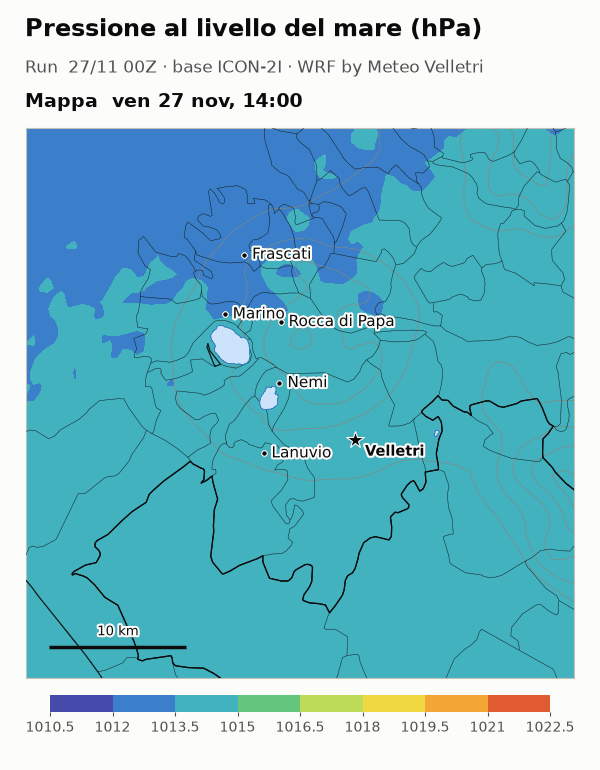 Pressione al livello del mare (hPa)
Run  27/11 00Z · base ICON-2I · WRF by Meteo Velletri
Mappa  ven 27 nov, 14:00
Frascati
Marino
Rocca di Papa
Nemi
Velletri
Lanuvio
10 km
1010.5 1012 1013.5 1015 1016.5 1018 1019.5 1021 1022.5